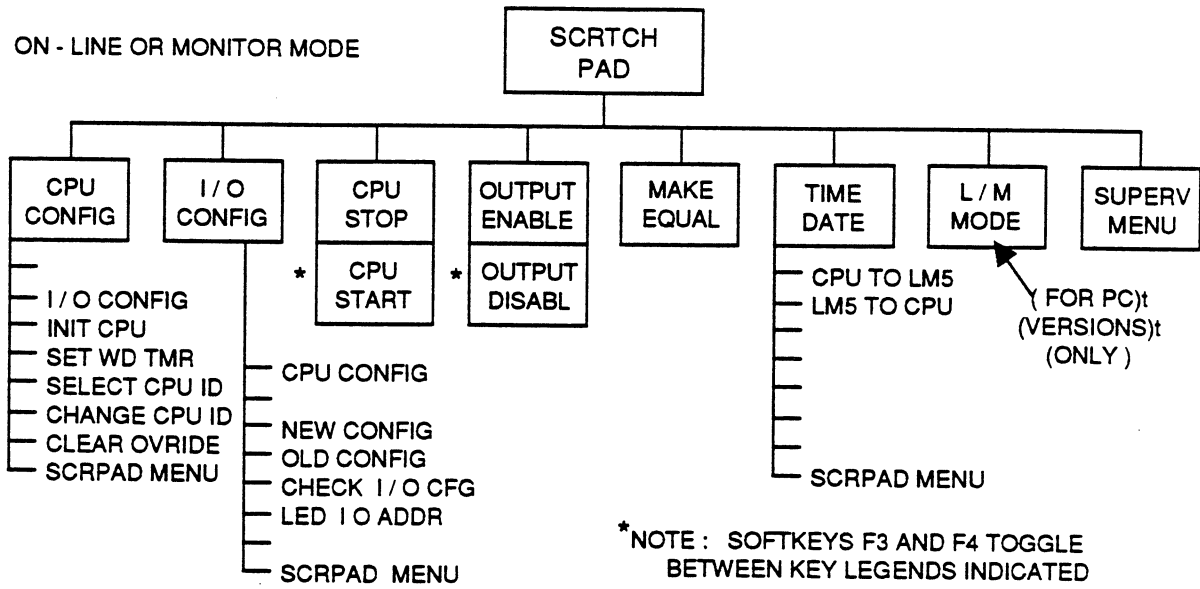 ON - LINE OR MONITOR MODE
SCRTCH
PAD
CPU
CONFIG
I / O
CONFIG
CPU
STOP
CPU
START
*
OUTPUT
ENABLE
OUTPUT
DISABL
*
MAKE
EQUAL
TIME
DATE
L / M
MODE
SUPERV
MENU
I / O CONFIG
INIT CPU
SET WD TMR
SELECT CPU ID
CHANGE CPU ID
CLEAR OVRIDE
SCRPAD MENU
CPU CONFIG
NEW CONFIG
OLD CONFIG
CHECK I / O CFG
LED I O ADDR
SCRPAD MENU
CPU TO LM5
LM5 TO CPU
SCRPAD MENU
( FOR PC)t
(VERSIONS)t
(ONLY )
*NOTE : SOFTKEYS F3 AND F4 TOGGLE
BETWEEN KEY LEGENDS INDICATED